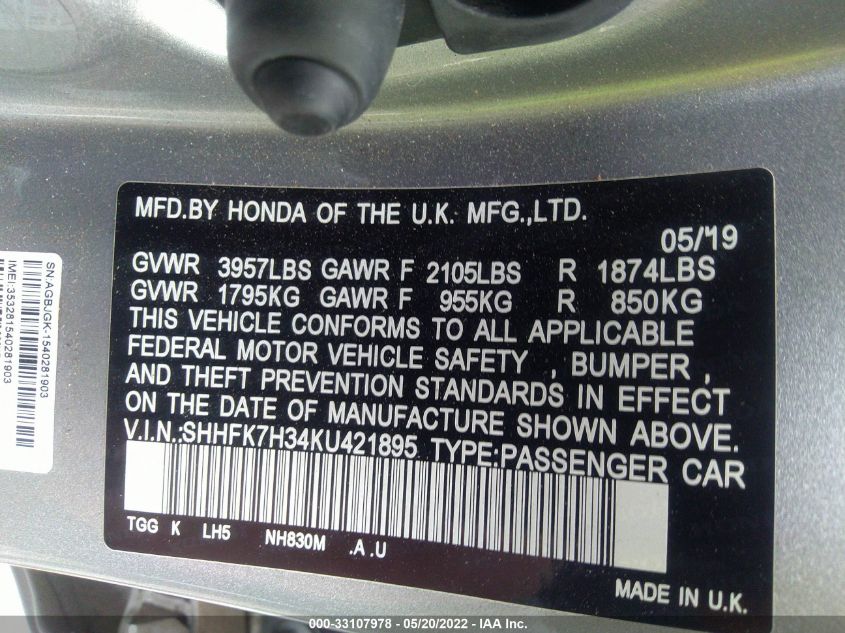 MFD.BY HONDA OF THE U.K. MFG.,LTD.
05/19
GVWR 3957LBS GAWR F 2105LBS R 1874LBS
GVWR 1795KG GAWR F 955KG R 850KG
THIS VEHICLE CONFORMS TO ALL APPLICABLE
FEDERAL MOTOR VEHICLE SAFETY , BUMPER ,
AND THEFT PREVENTION STANDARDS IN EFFECT
ON THE DATE OF MANUFACTURE SHOWN ABOVE.
V.I.N.:SHHFK7H34KU421895 TYPE:PASSENGER CAR
TGG K LH5 NH830M .A .U
MADE IN U.K.
SN:AGBJGK-1540281903
IMEI:353281540281903
000-33107978 - 05/20/2022 - IAA Inc.